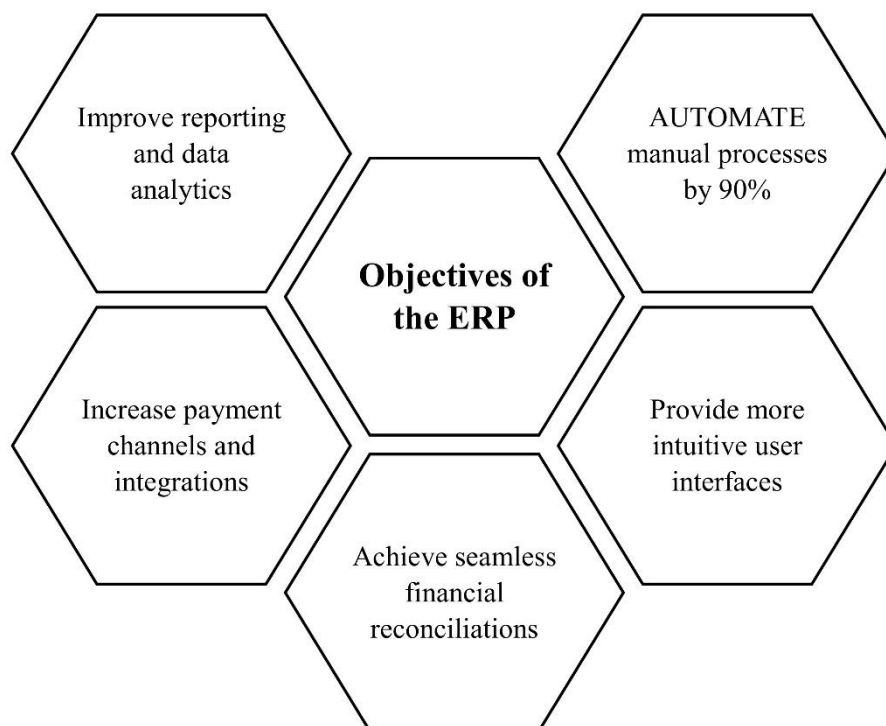 Improve reporting
and data
analytics
AUTOMATE
manual processes
by 90%
Objectives of
the ERP
Increase payment
channels and
integrations
Provide more
intuitive user
interfaces
Achieve seamless
financial
reconciliations